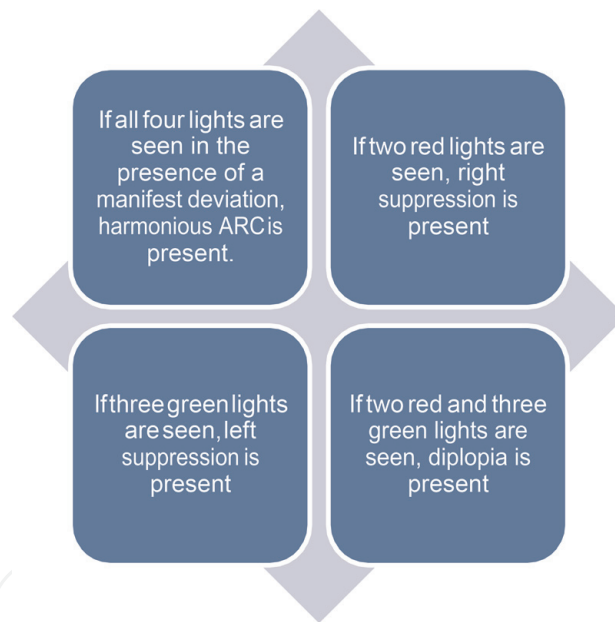 If all four lights are
seen in the
presence of a
manifest deviation,
harmonious ARC is
present.
If two red lights are
seen, right
suppression is
present
If three green lights
are seen, left
suppression is
present
If two red and three
green lights are
seen, diplopia is
present